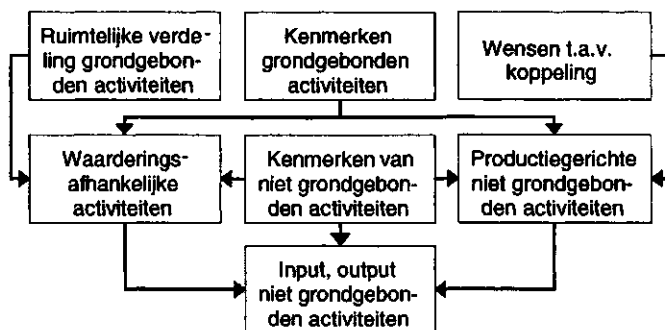 Ruimtelijke verde-
ling grondgebon-
den activiteiten
Kenmerken
grondgebonden
activiteiten
Wensen t.a.v.
koppeling
Waarderings-
afhankelijke
activiteiten
Kenmerken van
niet grondgebon-
den activiteiten
Productiegerichte
niet grondgebon-
den activiteiten
Input, output
niet grondgebon-
den activiteiten